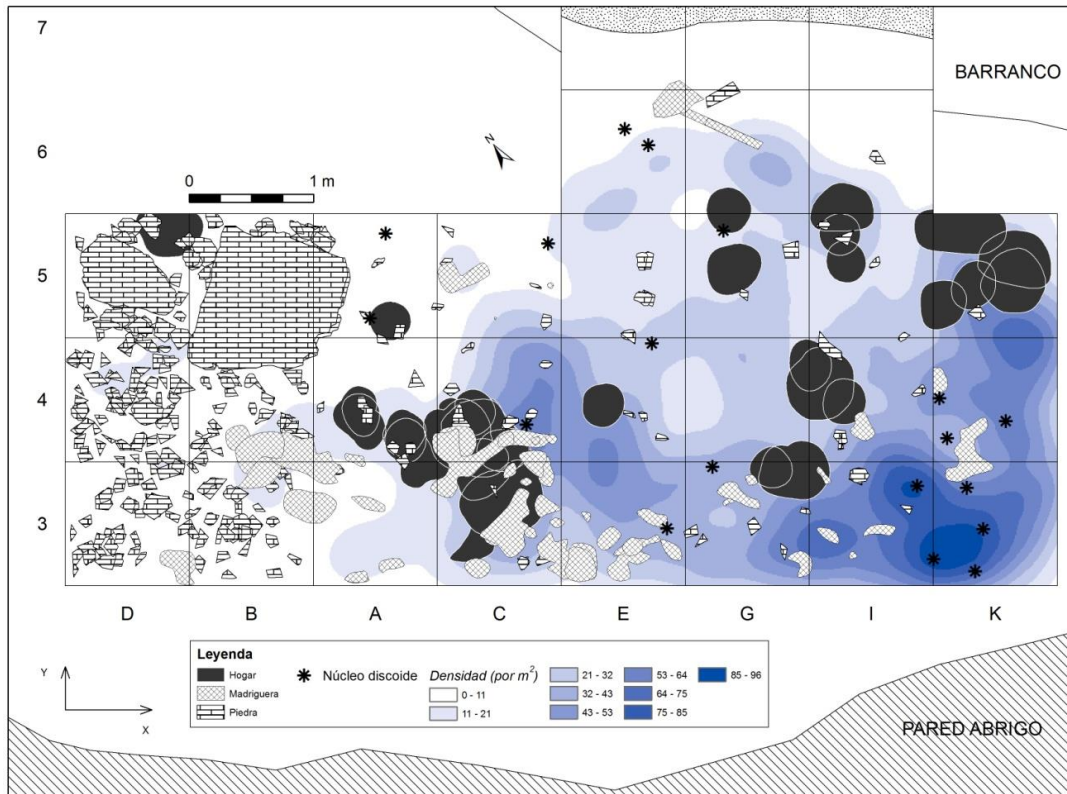 7
BARRANCO
6
N
0 1 m
5
4
3
D B A C E G I K
Leyenda
Hogar
Madriguera
Piedra
Núcleo discoide
Densidad (por m²)
0 - 11
11 - 21
21 - 32
32 - 43
43 - 53
53 - 64
64 - 75
75 - 85
85 - 96
Y
X
PARED ABRIGO